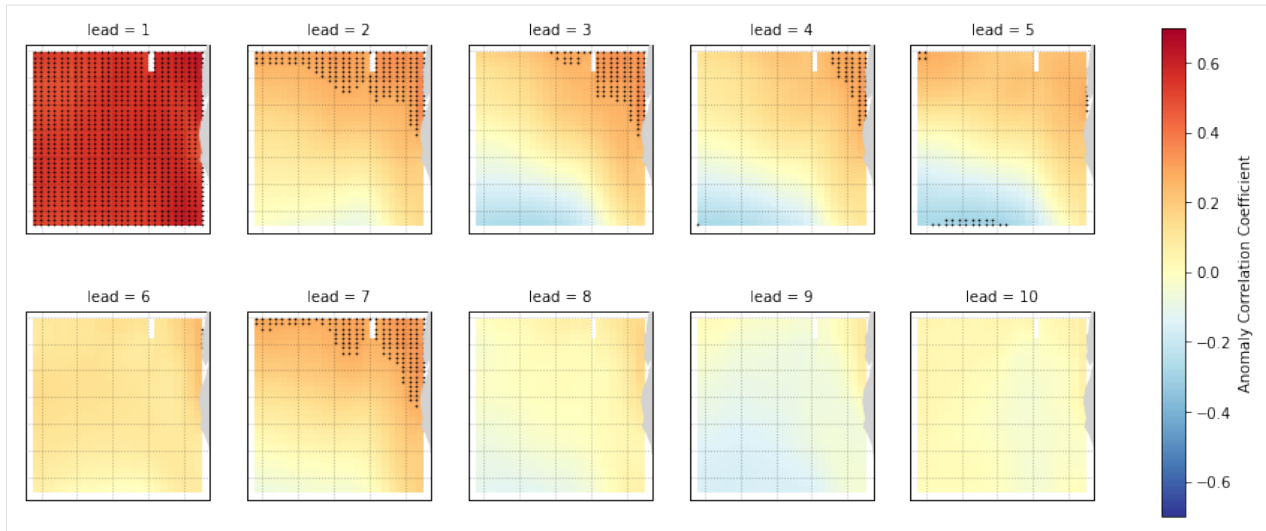 lead = 1
lead = 2
lead = 3
lead = 4
lead = 5
lead = 6
lead = 7
lead = 8
lead = 9
lead = 10
0.6
0.4
0.2
0.0
−0.2
−0.4
−0.6
Anomaly Correlation Coefficient